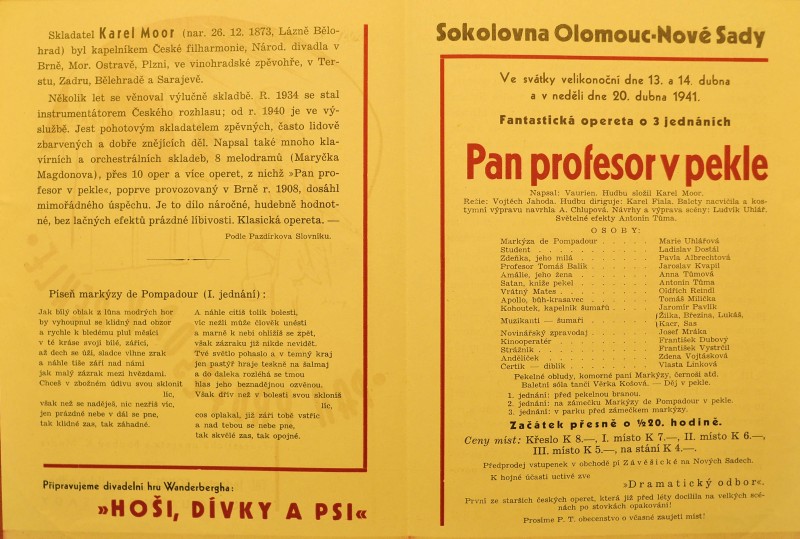 Skladatel Karel Moor (nar. 26. 12. 1873, Lázně Bělo-
hrad) byl kapelníkem České filharmonie, Národ. divadla v
Brně, Mor. Ostravě, Plzni, ve vinohradské zpěvohře, v Ter-
stu, Zadru, Bělehradě a Sarajevě.
Několik let se věnoval výlučně skladbě. R. 1934 se stal
instrumentátorem Českého rozhlasu; od r. 1940 je ve vý-
službě. Jest pohotovým skladatelem zpěvných, často lidově
zbarvených a dobře znějících děl. Napsal také mnoho kla-
vírních a orchestrálních skladeb, 8 melodramů (Maryčka
Magdonova), přes 10 oper a více operet, z nichž »Pan pro-
fesor v pekle«, poprve provozovaný v Brně r. 1908, dosáhl
mimořádného úspěchu. Je to dílo náročné, hudebně hodnot-
né, bez lačných efektů prázdné líbivosti. Klasická opereta. —
Podle Pazdírkova Slovníku.
Píseň markýzy de Pompadour (I. jednání) :
Jak bílý oblak z lůna modrých hor
by vyhoupnul se klidný nad obzor
a rychle k bledému plul měsíci
v té kráse svojí bílé, zářící,
až dech se úží, sladce vlhne zrak
a náhle tiše září nad námi
jak malý zázrak mezi hvězdami.
Chceš v zbožném údivu svou sklonit
líc,
však než se naděješ, nic nezříš víc,
jen prázdné nebe v dál se pne,
tak klidné zas, tak záhadné.
A náhle cítíš tolik bolesti,
víc nežli může člověk unésti
a marně k nebi ohlížíš se zpět,
však zázraku již nikde nevidět.
Tvé světlo pohaslo a v temný kraj
jen pastýř hraje teskně na šalmaj
a do daleka rozléhá se tmou
hlas jeho beznadějnou ozvěnou.
Však dřív než v bolesti svou skloníš
líc,
cos oplakal, již září tobě vstříc
a nad tebou se nebe pne,
tak skvělé zas, tak opojné.
Připravujeme divadelní hru Wanderbergha:
»HOŠI, DÍVKY A PSI«
Sokolovna Olomouc-Nové Sady
Ve svátky velikonoční dne 13. a 14. dubna
a v neděli dne 20. dubna 1941.
Fantastická opereta o 3 jednáních
Pan profesor v pekle
Napsal: Vaurien. Hudbu složil Karel Moor.
Režie: Vojtěch Jahoda. Hudbu diriguje: Karel Fiala. Balety nacvičila a kos-
tymní výpravu navrhla A. Chlupová. Návrhy a výprava scény: Ludvík Uhlář.
Světelné efekty Antonín Tůma.
OSOBY:
Markýza de Pompadour . . . . . . Marie Uhlářová
Student . . . . . . Ladislav Dostál
Zdeňka, jeho milá . . . . . . Pavla Albrechtová
Profesor Tomáš Balík . . . . . . Jaroslav Kvapil
Amálie, jeho žena . . . . . . Anna Tůmová
Satan, kníže pekel . . . . . . Antonín Tůma
Vrátný Mates . . . . . . Oldřich Reindl
Apollo, bůh-krasavec . . . . . . Tomáš Milička
Kohoutek, kapelník šumařů . . . . . . Jaromír Pavlík
Muzikanti — šumaři . . . . . . (Žilka, Březina, Lukáš,
(Kacr, Sas
Novinářský zpravodaj . . . . . . Josef Mráka
Kinooperatér . . . . . . František Dubový
Strážník . . . . . . František Vystrčil
Andělíček . . . . . . Zdena Vojtásková
Čertík — diblík . . . . . . Vlasta Linková
Pekelné obludy, komorné paní Markýzy, černoši atd.
Baletní sóla tančí Věrka Košová. — Děj v pekle.
1. jednání: před pekelnou branou.
2. jednání: na zámečku Markýzy de Pompadour v pekle.
3. jednání: v parku před zámečkem markýzy.
Začátek přesně o ½20. hodině.
Ceny míst: Křeslo K 8.—, I. místo K 7.—, II. místo K 6.—,
III. místo K 5.—, na stání K 4.—.
Předprodej vstupenek v obchodě pí Závěšické na Nových Sadech.
K hojné účasti uctivě zve
»Dramatický odbor«.
První ze starších českých operet, která již před léty docílila na velkých scé-
nách po stovkách opakování!
Prosíme P. T. obecenstvo o včasné zaujetí míst!